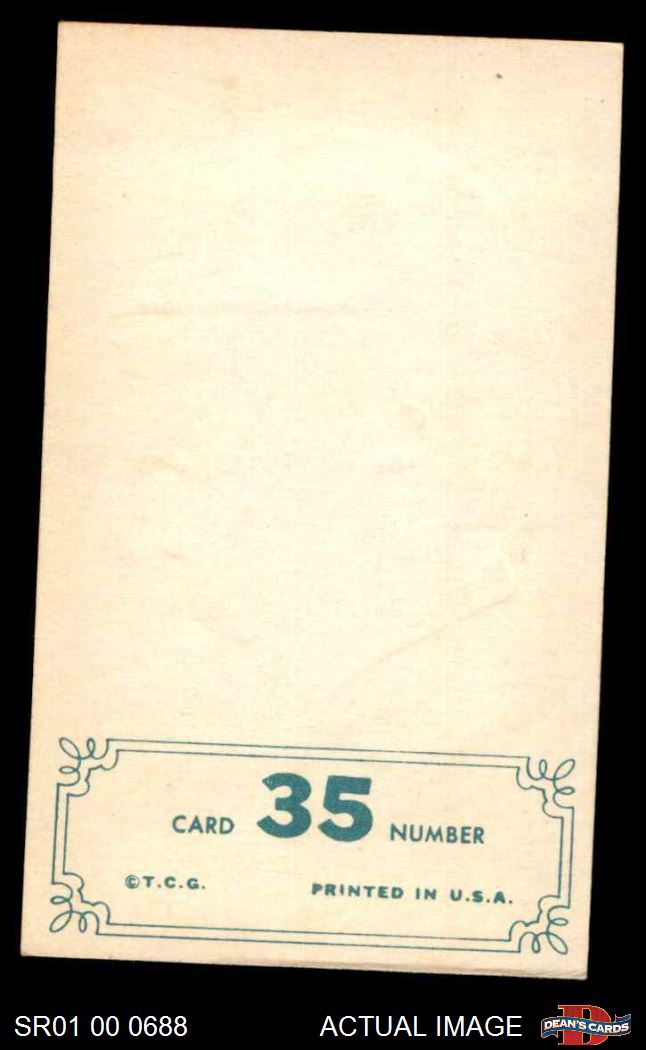 CARD 35 NUMBER
©T.C.G. PRINTED IN U.S.A.
SR01 00 0688 ACTUAL IMAGE DEAN'S CARDS